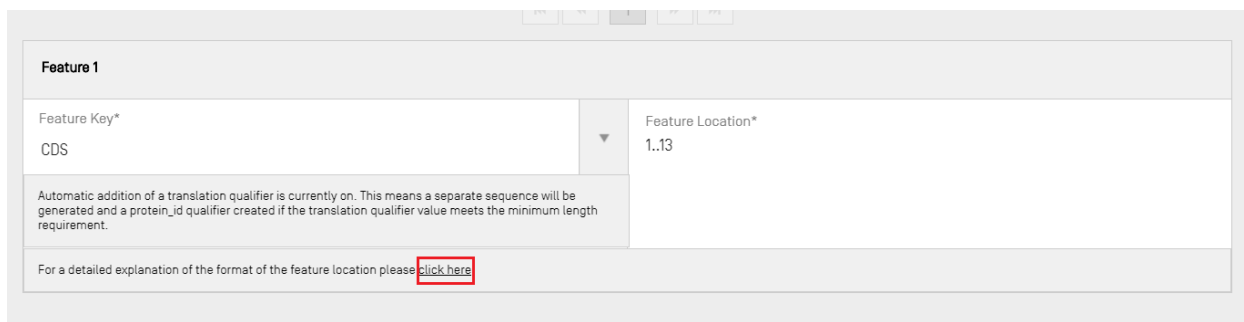 Feature 1
Feature Key*
CDS
Feature Location*
1..13
Automatic addition of a translation qualifier is currently on. This means a separate sequence will be
generated and a protein_id qualifier created if the translation qualifier value meets the minimum length
requirement.
For a detailed explanation of the format of the feature location please click here